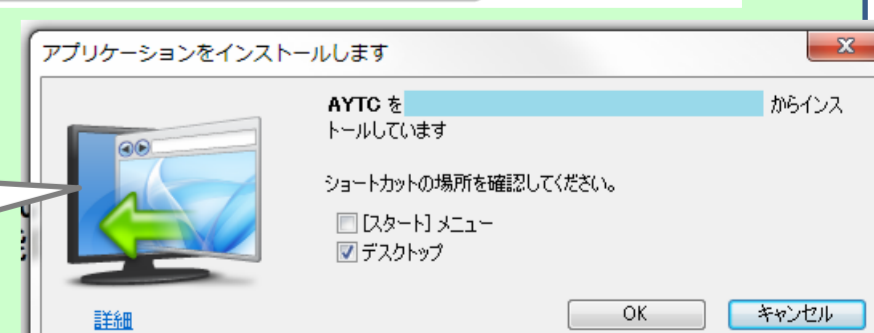 アプリケーションをインストールします
AYTC を からインス
トールしています
ショートカットの場所を確認してください。
[スタート] メニュー
デスクトップ
詳細
OK
キャンセル